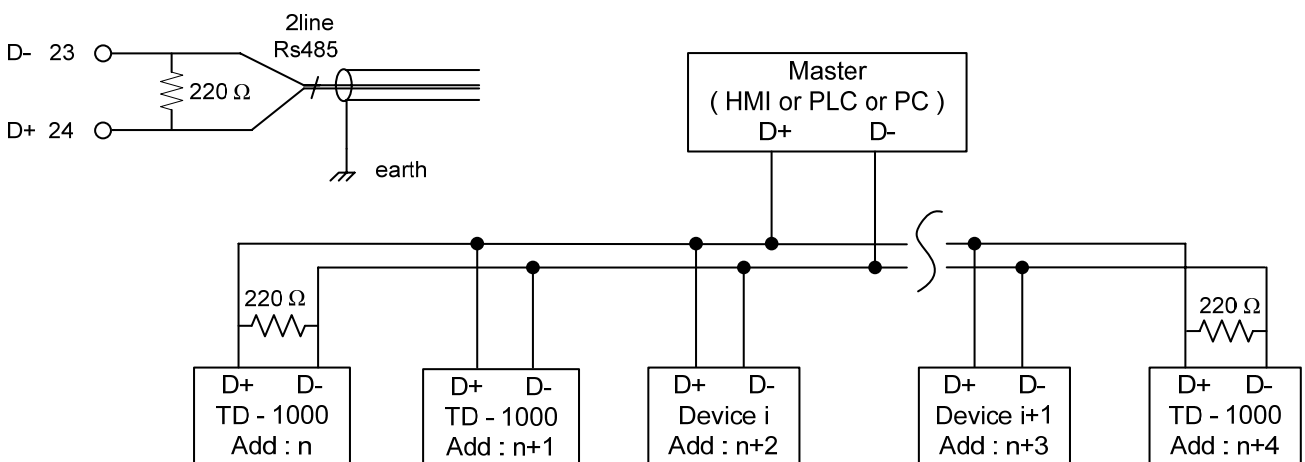 2line
Rs485
D- 23
220 Ω
D+ 24
earth
Master
( HMI or PLC or PC )
D+ D-
220 Ω
220 Ω
D+ D-
TD - 1000
Add : n
D+ D-
TD - 1000
Add : n+1
D+ D-
Device i
Add : n+2
D+ D-
Device i+1
Add : n+3
D+ D-
TD - 1000
Add : n+4